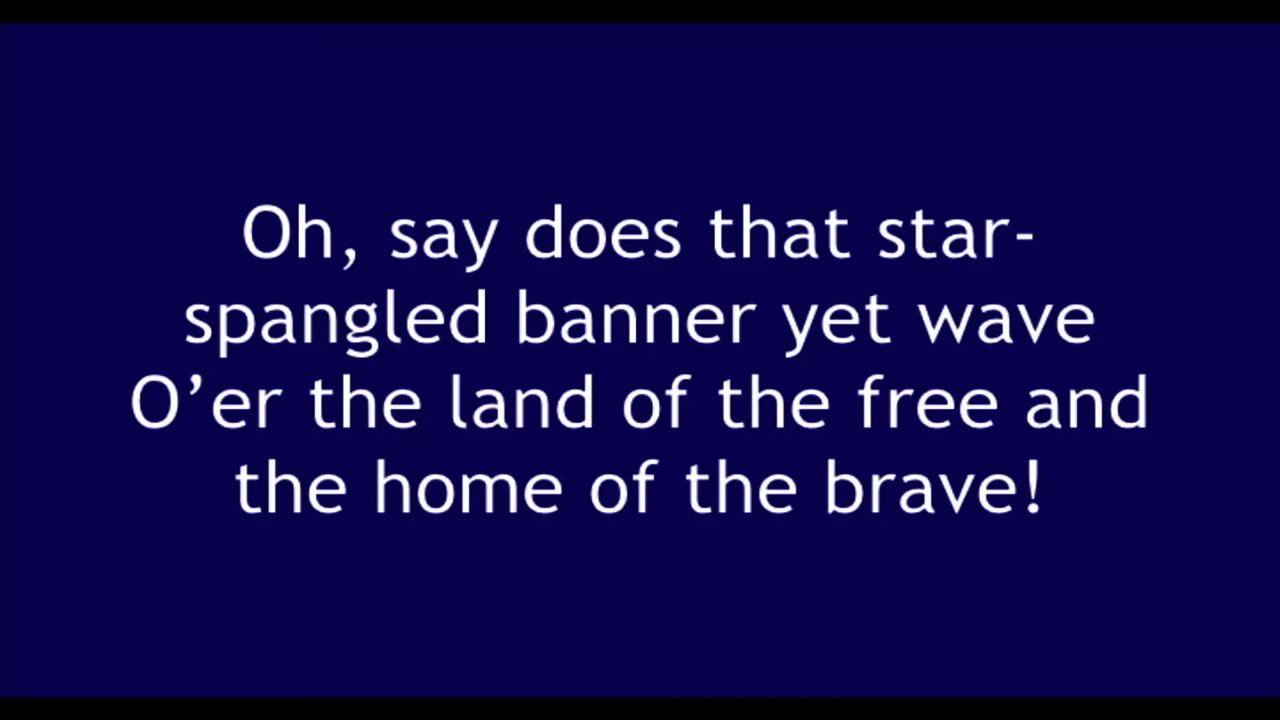 Oh, say does that star-
spangled banner yet wave
O’er the land of the free and
the home of the brave!